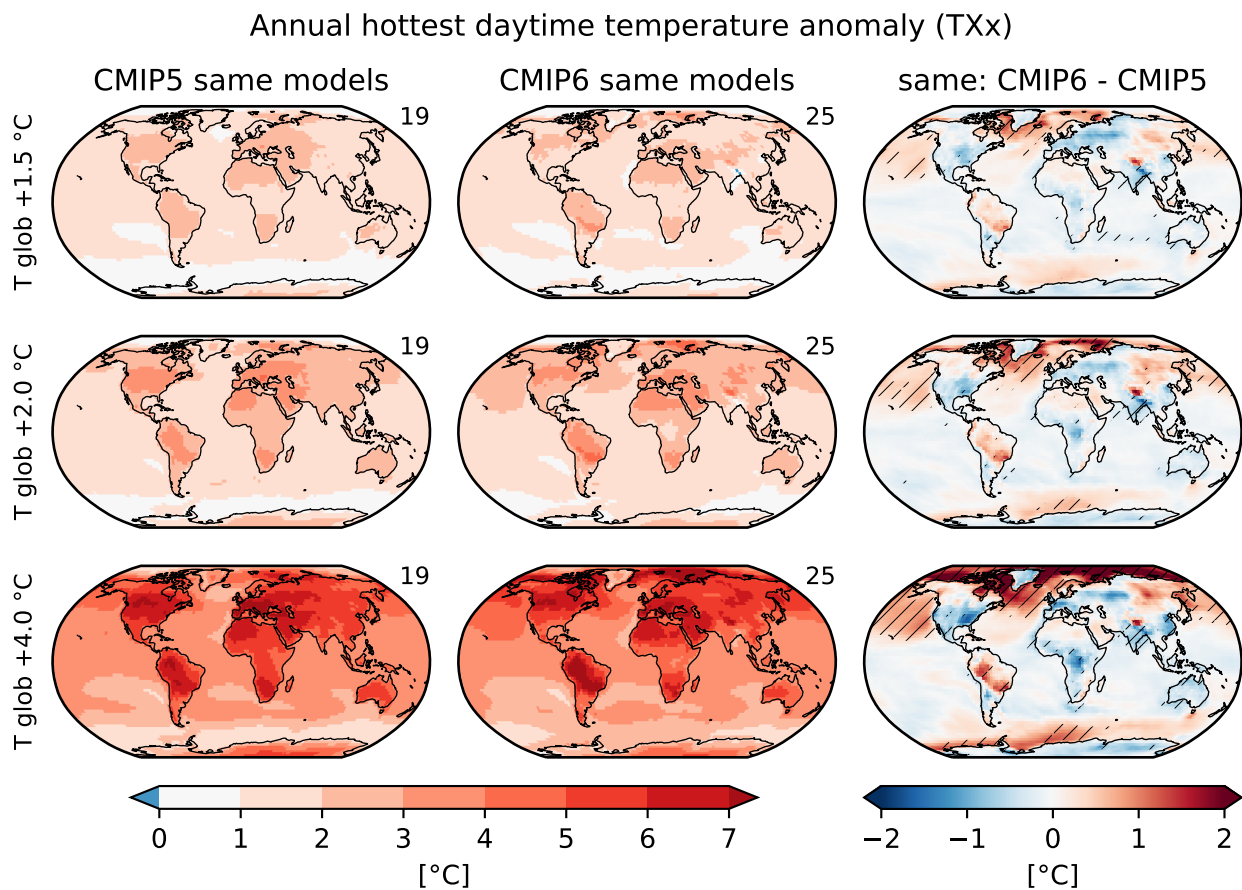 Annual hottest daytime temperature anomaly (TXx)
CMIP5 same models
CMIP6 same models
same: CMIP6 - CMIP5
T glob +1.5 °C
19
25
T glob +2.0 °C
19
25
T glob +4.0 °C
19
25
0 1 2 3 4 5 6 7
[°C]
−2 −1 0 1 2
[°C]